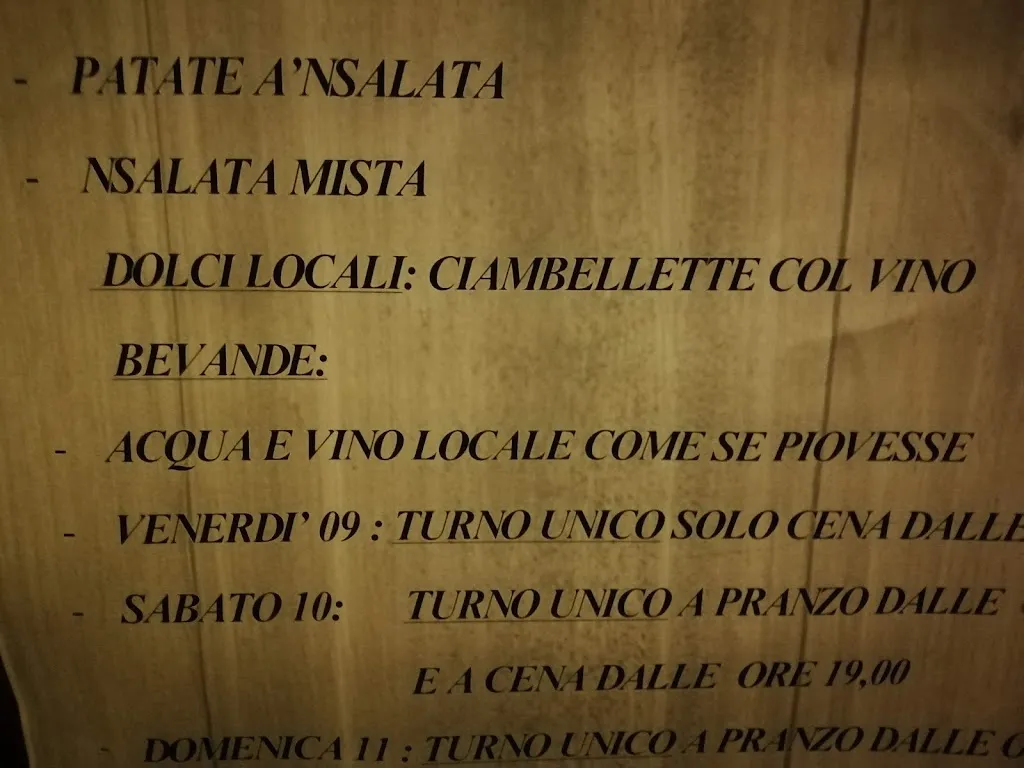 - PATATE A'NSALATA
- NSALATA MISTA
DOLCI LOCALI: CIAMBELLETTE COL VINO
BEVANDE:
- ACQUA E VINO LOCALE COME SE PIOVESSE
- VENERDI' 09 : TURNO UNICO SOLO CENA DALLE
- SABATO 10: TURNO UNICO A PRANZO DALLE
E A CENA DALLE ORE 19,00
- DOMENICA 11 : TURNO UNICO A PRANZO DALLE